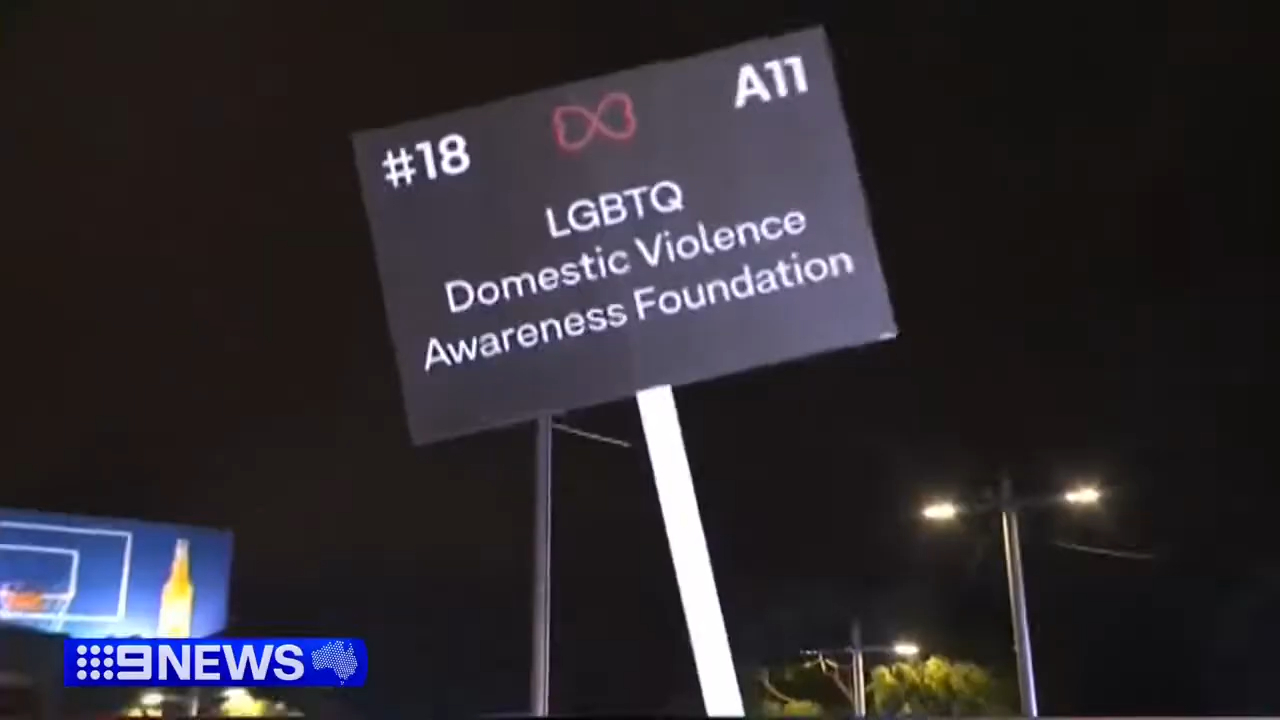 #18
A11
LGBTQ
Domestic Violence
Awareness Foundation
9NEWS